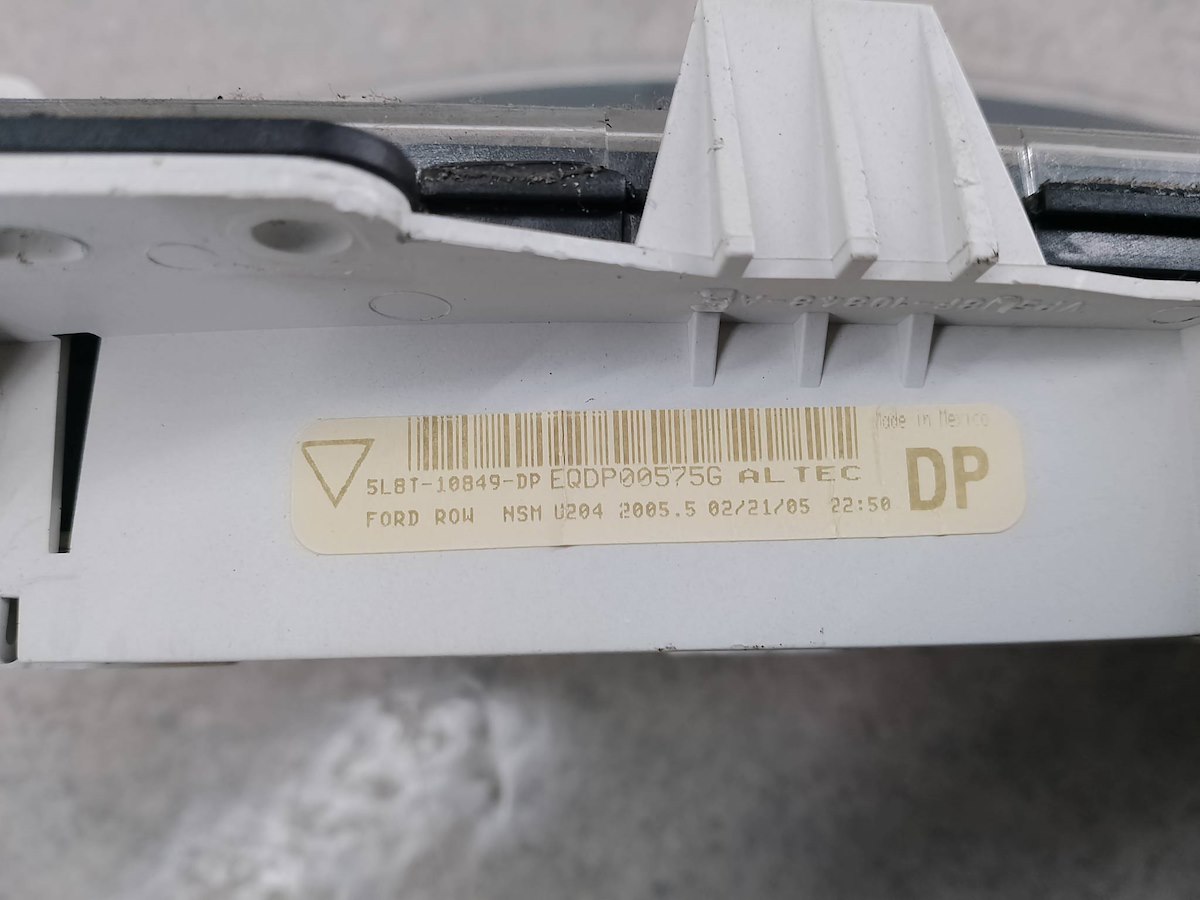 Made in Mexico
5L8T-10849-DP EQDP00575G ALTEC DP
FORD ROW NSM U204 2005.5 02/21/05 22:50